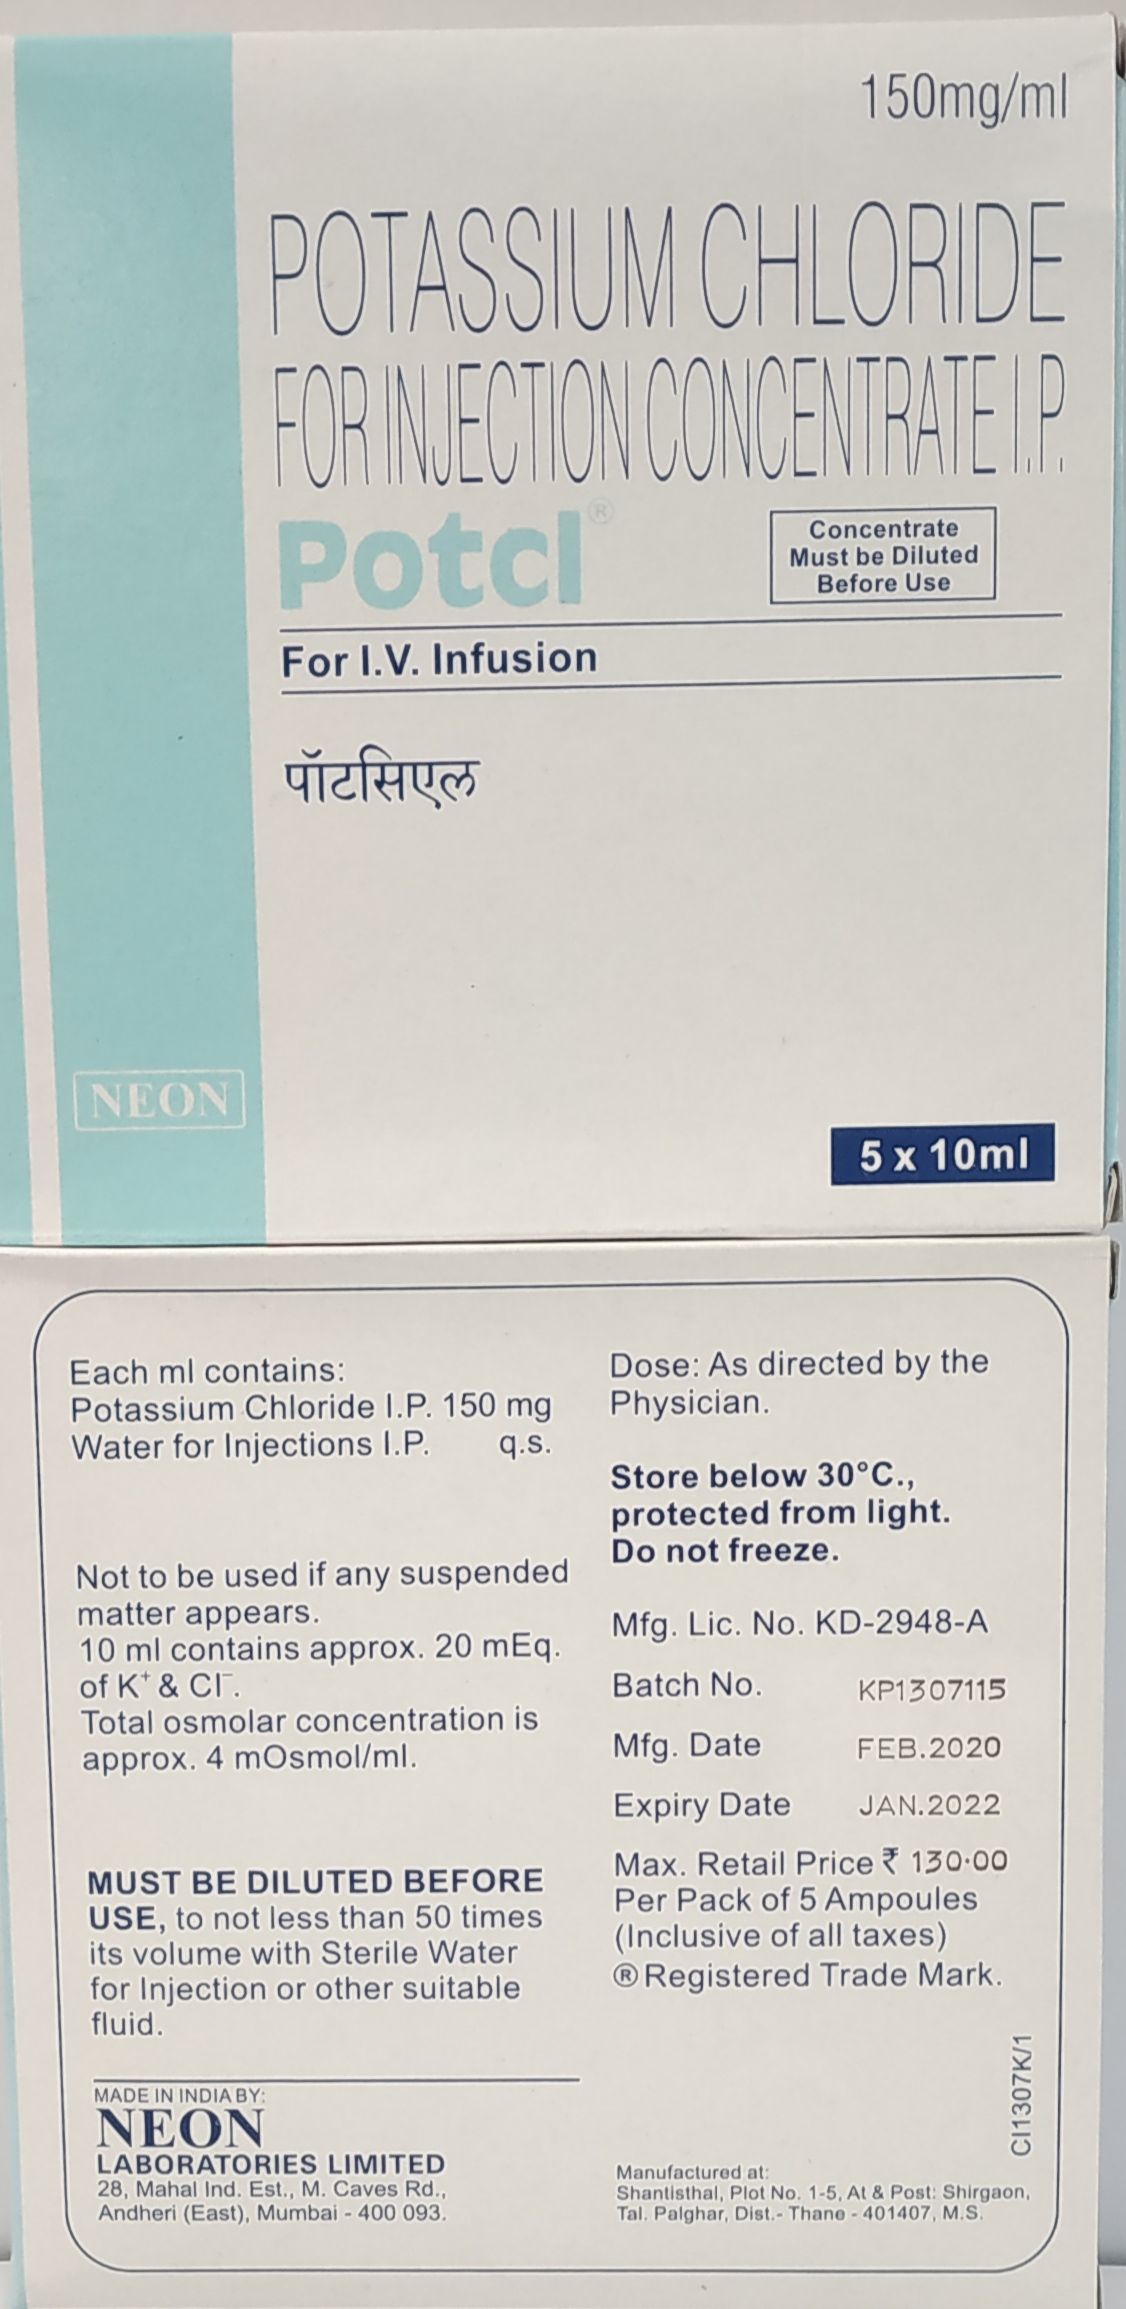 150mg/ml
POTASSIUM CHLORIDE
FOR INJECTION CONCENTRATE I.P.
Potcl®
Concentrate
Must be Diluted
Before Use
For I.V. Infusion
पॉटसिएल
NEON
5 x 10ml
Each ml contains:
Potassium Chloride I.P. 150 mg
Water for Injections I.P. q.s.
Not to be used if any suspended
matter appears.
10 ml contains approx. 20 mEq.
of K⁺ & Cl⁻.
Total osmolar concentration is
approx. 4 mOsmol/ml.
MUST BE DILUTED BEFORE
USE, to not less than 50 times
its volume with Sterile Water
for Injection or other suitable
fluid.
MADE IN INDIA BY:
NEON
LABORATORIES LIMITED
28, Mahal Ind. Est., M. Caves Rd.,
Andheri (East), Mumbai - 400 093.
Dose: As directed by the
Physician.
Store below 30°C.,
protected from light.
Do not freeze.
Mfg. Lic. No. KD-2948-A
Batch No. KP1307115
Mfg. Date FEB.2020
Expiry Date JAN.2022
Max. Retail Price ₹ 130·00
Per Pack of 5 Ampoules
(Inclusive of all taxes)
® Registered Trade Mark.
CI1307K/1
Manufactured at:
Shantisthal, Plot No. 1-5, At & Post: Shirgaon,
Tal. Palghar, Dist.- Thane - 401407, M.S.